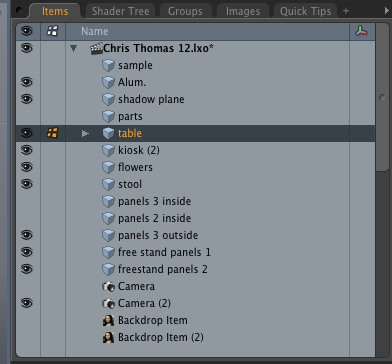 Items Shader Tree Groups Images Quick Tips +
Name
Chris Thomas 12.lxo*
sample
Alum.
shadow plane
parts
table
kiosk (2)
flowers
stool
panels 3 inside
panels 2 inside
panels 3 outside
free stand panels 1
freestand panels 2
Camera
Camera (2)
Backdrop Item
Backdrop Item (2)